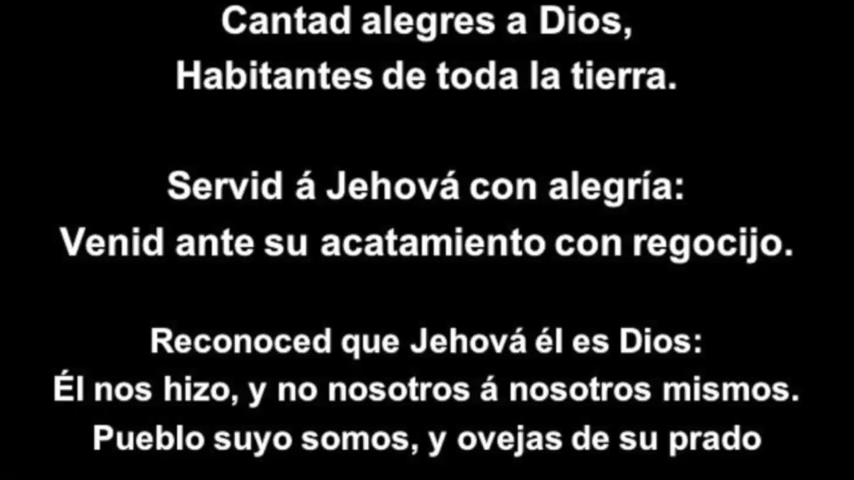 Cantad alegres a Dios,
Habitantes de toda la tierra.
Servid á Jehová con alegría:
Venid ante su acatamiento con regocijo.
Reconoced que Jehová él es Dios:
Él nos hizo, y no nosotros á nosotros mismos.
Pueblo suyo somos, y ovejas de su prado